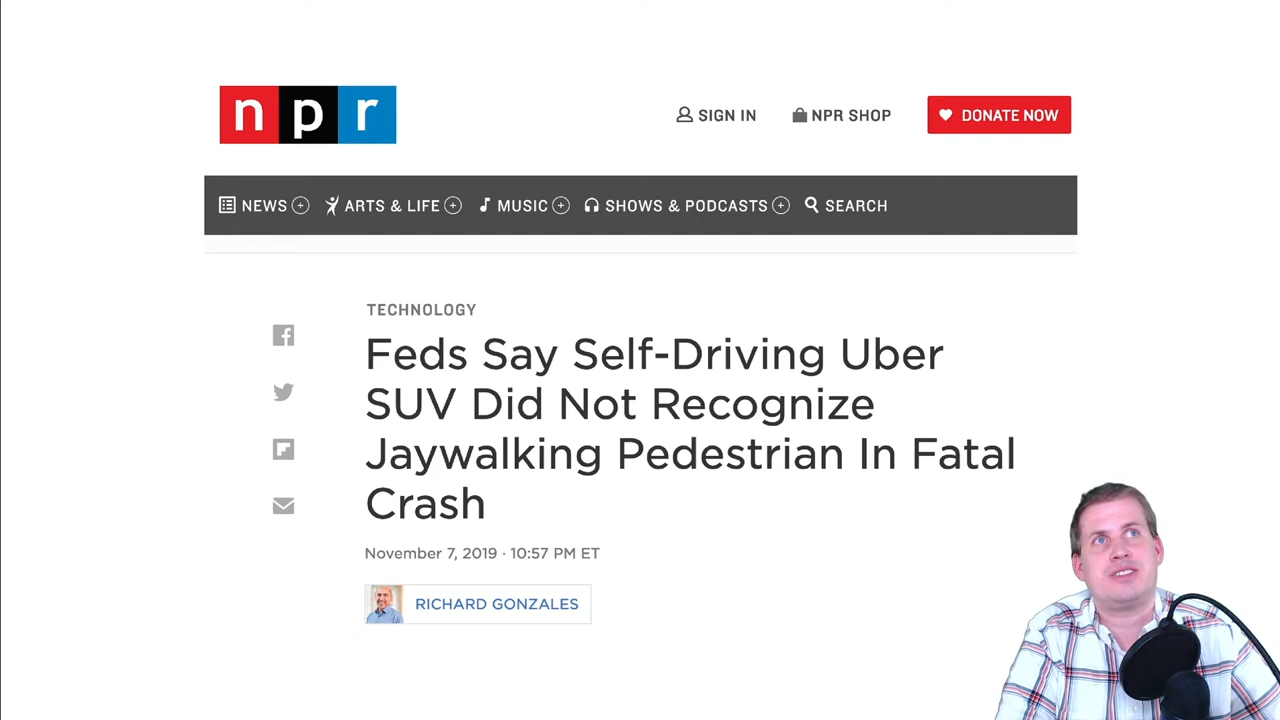 npr
SIGN IN
NPR SHOP
DONATE NOW
NEWS
ARTS & LIFE
MUSIC
SHOWS & PODCASTS
SEARCH
TECHNOLOGY
Feds Say Self-Driving Uber
SUV Did Not Recognize
Jaywalking Pedestrian In Fatal
Crash
November 7, 2019 · 10:57 PM ET
RICHARD GONZALES